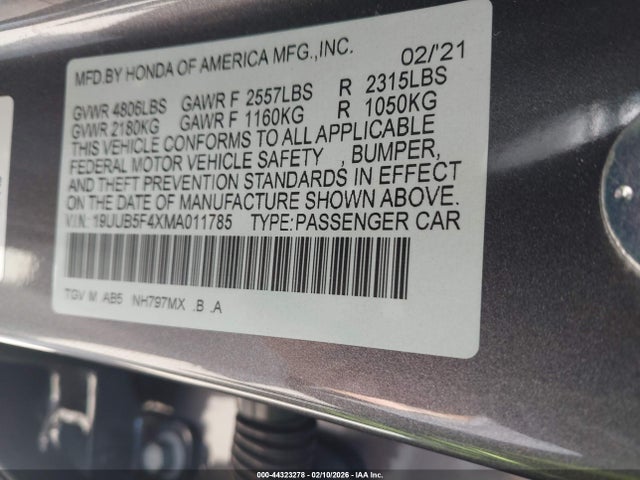 MFD.BY HONDA OF AMERICA MFG.,INC. 02/'21
GVWR 4806LBS GAWR F 2557LBS R 2315LBS
GVWR 2180KG GAWR F 1160KG R 1050KG
THIS VEHICLE CONFORMS TO ALL APPLICABLE
FEDERAL MOTOR VEHICLE SAFETY , BUMPER,
AND THEFT PREVENTION STANDARDS IN EFFECT
ON THE DATE OF MANUFACTURE SHOWN ABOVE.
V.I.N.: 19UUB5F4XMA011785 TYPE:PASSENGER CAR
TGV M AB5 NH797MX .B .A
000-44323278 - 02/10/2026 - IAA Inc.